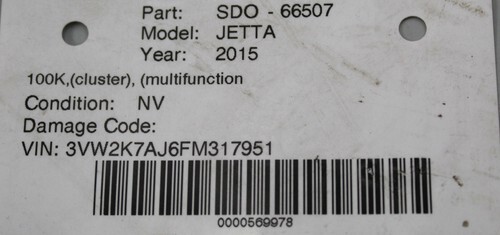 Part: SDO - 66507
Model: JETTA
Year: 2015
100K,(cluster), (multifunction
Condition: NV
Damage Code:
VIN: 3VW2K7AJ6FM317951
0000569978